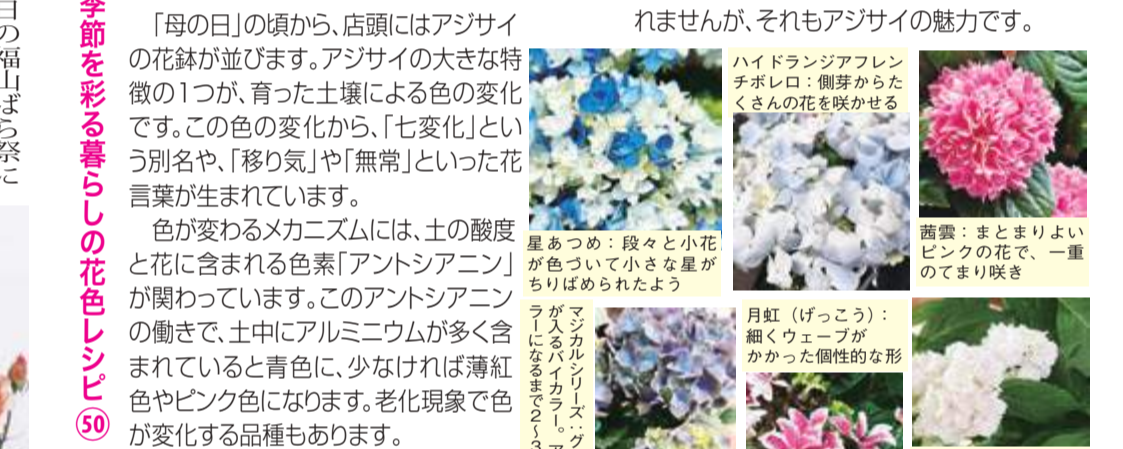 日の福山ばら祭に
季節を彩る暮らしの花色レシピ㊿
「母の日」の頃から、店頭にはアジサイ
の花鉢が並びます。アジサイの大きな特
徴の1つが、育った土壌による色の変化
です。この色の変化から、「七変化」とい
う別名や、「移り気」や「無常」といった花
言葉が生まれています。
色が変わるメカニズムには、土の酸度
と花に含まれる色素「アントシアニン」
が関わっています。このアントシアニン
の働きで、土中にアルミニウムが多く含
まれていると青色に、少なければ薄紅
色やピンク色になります。老化現象で色
が変化する品種もあります。
れませんが、それもアジサイの魅力です。
星あつめ：段々と小花
が色づいて小さな星が
ちりばめられたよう
ハイドランジアフレン
チボレロ：側芽からた
くさんの花を咲かせる
茜雲：まとまりよい
ピンクの花で、一重
のてまり咲き
マジカルシリーズ：グ
が入るバイカラー。ア
ラーになるまで2〜3
月虹（げっこう）：
細くウェーブが
かかった個性的な形